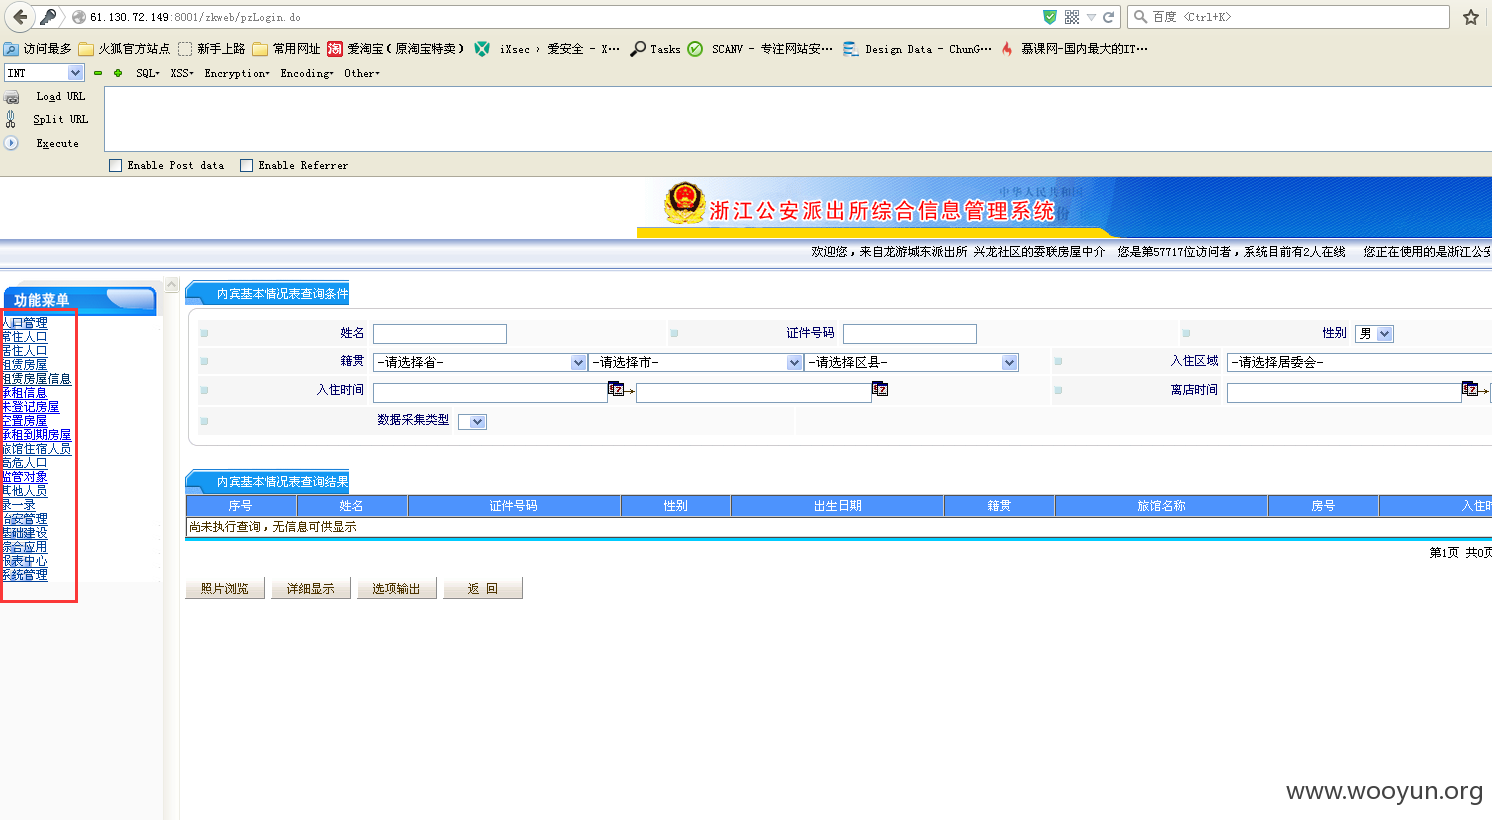 61.130.72.149:8001/zkweb/pzLogin.do
百度 <Ctrl+K>
访问最多 火狐官方站点 新手上路 常用网址 爱淘宝（原淘宝特卖） iXsec › 爱安全 - X… Tasks SCANV - 专注网站安… Design Data - ChunG… 慕课网-国内最大的IT…
INT SQL XSS Encryption Encoding Other
Load URL
Split URL
Execute
Enable Post data Enable Referrer
中华人民共和国
浙江公安派出所综合信息管理系统
欢迎您，来自龙游城东派出所 兴龙社区的委联房屋中介 您是第57717位访问者，系统目前有2人在线 您正在使用的是浙江公安
功能菜单
人口管理
常住人口
居住人口
租赁房屋
租赁房屋信息
承租信息
未登记房屋
空置房屋
承租到期房屋
旅馆住宿人员
高危人口
监管对象
其他人员
录一录
治安管理
基础建设
综合应用
报表中心
系统管理
内宾基本情况表查询条件
姓名 证件号码 性别 男
籍贯 -请选择省- -请选择市- -请选择区县- 入住区域 -请选择居委会-
入住时间 离店时间
数据采集类型
内宾基本情况表查询结果
序号 姓名 证件号码 性别 出生日期 籍贯 旅馆名称 房号 入住时
尚未执行查询，无信息可供显示
第1页 共0页
照片浏览 详细显示 选项输出 返 回
www.wooyun.org